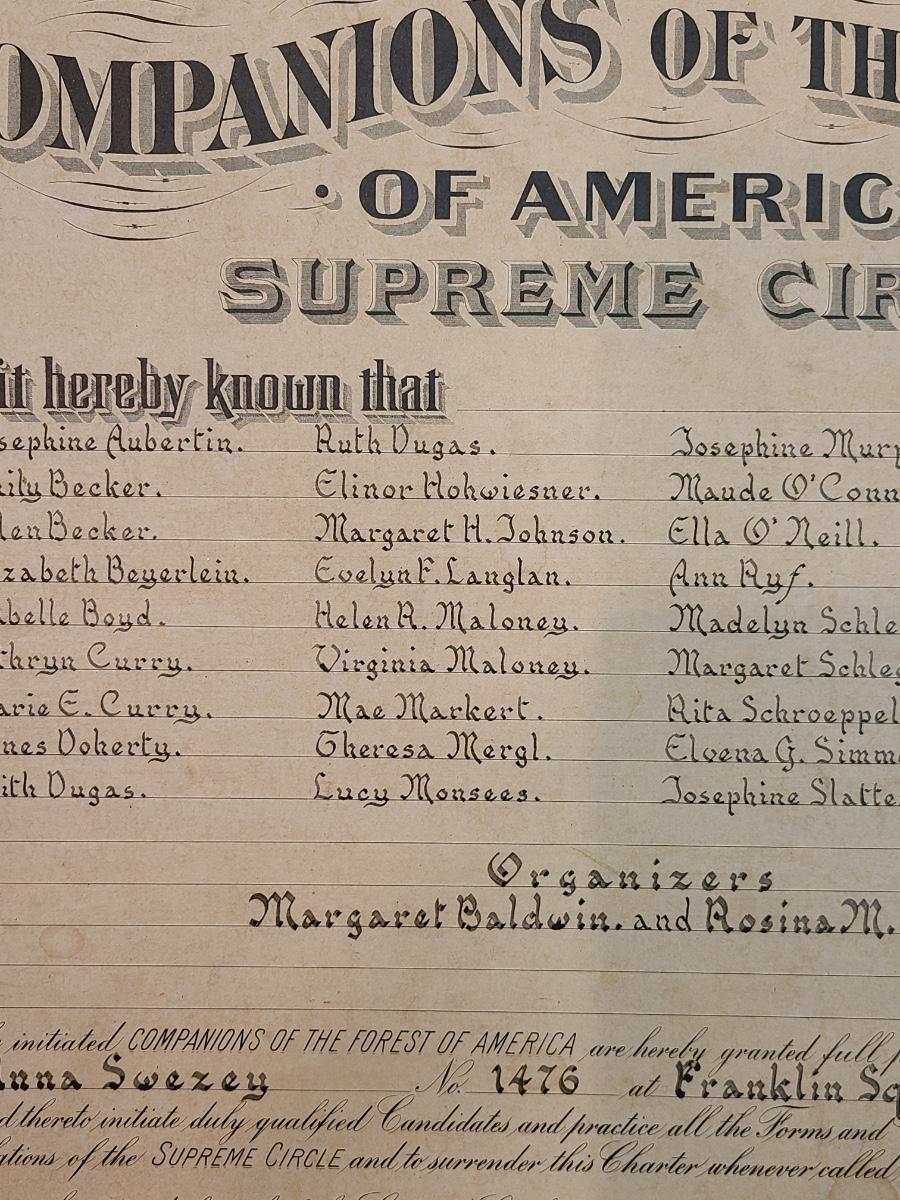 OMPANIONS OF TH
• OF AMERIC
SUPREME CIR
it hereby known that
sephine Aubertin. Ruth Dugas. Josephine Murp
ily Becker. Elinor Hohwiesner. Maude O'Conn
len Becker. Margaret H. Johnson. Ella O'Neill.
zabeth Beyerlein. Evelyn F. Langlan. Ann Ryf.
abelle Boyd. Helen R. Maloney. Madelyn Schle
thryn Curry. Virginia Maloney. Margaret Schleg
arie E. Curry. Mae Markert. Rita Schroeppel
nes Doherty. Theresa Mergl. Elvena G. Simm
ith Dugas. Lucy Monsees. Josephine Slatte
Organizers
Margaret Baldwin. and Rosina M.
initiated COMPANIONS OF THE FOREST OF AMERICA are hereby granted full p
nna Swezey No. 1476 at Franklin Sq
d thereto initiate duly qualified Candidates and practice all the Forms and
ations of the SUPREME CIRCLE and to surrender this Charter whenever called